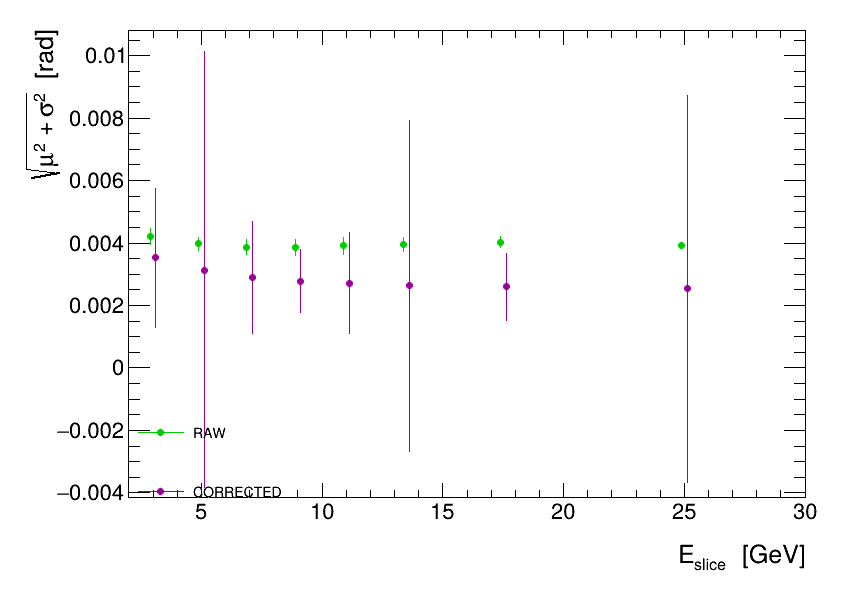 √μ² + σ² [rad]
0.01
0.008
0.006
0.004
0.002
0
−0.002
−0.004
RAW
CORRECTED
5 10 15 20 25 30
E_slice [GeV]